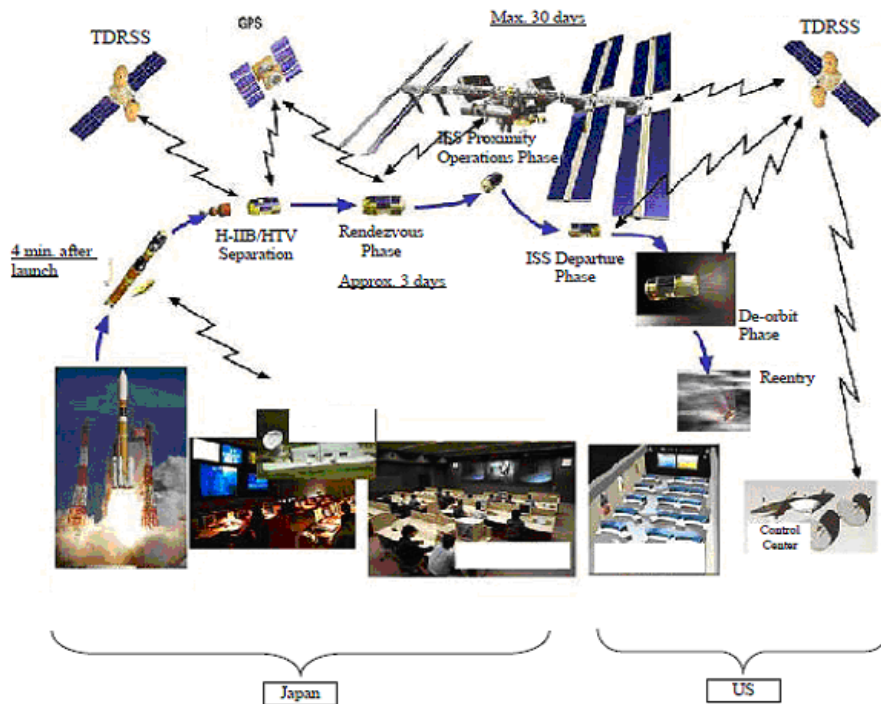 Max. 30 days
TDRSS
GPS
TDRSS
ISS Proximity
Operations Phase
H-IIB/HTV
Separation
Rendezvous
Phase
ISS Departure
Phase
4 min. after
launch
Approx. 3 days
De-orbit
Phase
Reentry
Control
Center
Japan
US